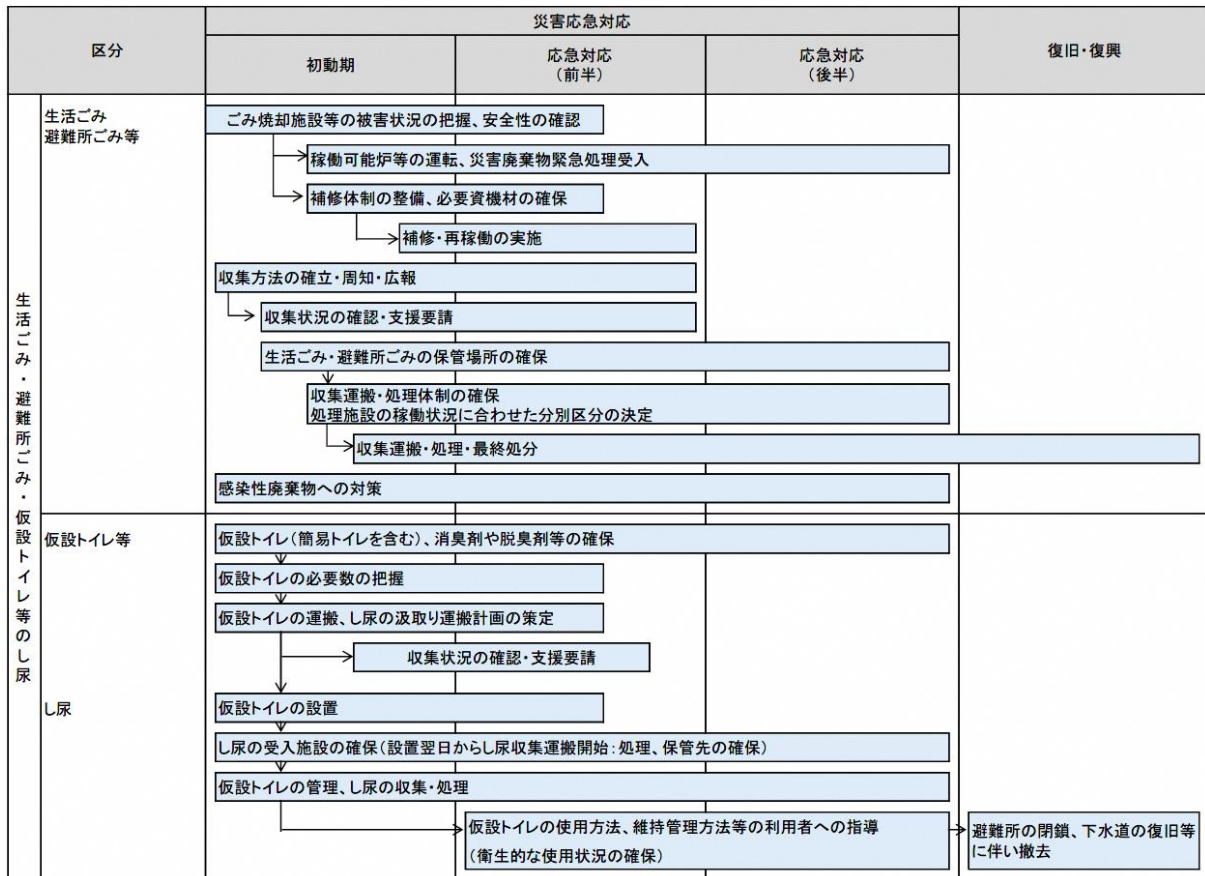 区分
災害応急対応
復旧・復興
初動期
応急対応
(前半)
応急対応
(後半)
生活ごみ・避難所ごみ・仮設トイレ等のし尿
生活ごみ
避難所ごみ等
ごみ焼却施設等の被害状況の把握、安全性の確認
稼働可能炉等の運転、災害廃棄物緊急処理受入
補修体制の整備、必要資機材の確保
補修・再稼働の実施
収集方法の確立・周知・広報
収集状況の確認・支援要請
生活ごみ・避難所ごみの保管場所の確保
収集運搬・処理体制の確保
処理施設の稼働状況に合わせた分別区分の決定
収集運搬・処理・最終処分
感染性廃棄物への対策
仮設トイレ等
仮設トイレ(簡易トイレを含む)、消臭剤や脱臭剤等の確保
仮設トイレの必要数の把握
仮設トイレの運搬、し尿の汲取り運搬計画の策定
収集状況の確認・支援要請
し尿
仮設トイレの設置
し尿の受入施設の確保(設置翌日からし尿収集運搬開始:処理、保管先の確保)
仮設トイレの管理、し尿の収集・処理
仮設トイレの使用方法、維持管理方法等の利用者への指導
(衛生的な使用状況の確保)
避難所の閉鎖、下水道の復旧等
に伴い撤去